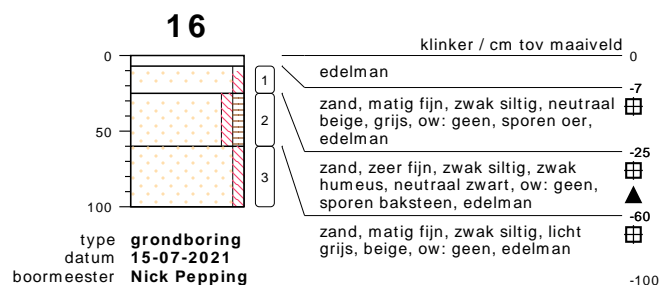 16
klinker / cm tov maaiveld
0
0
edelman
-7
1
zand, matig fijn, zwak siltig, neutraal
beige, grijs, ow: geen, sporen oer,
edelman
50
2
-25
zand, zeer fijn, zwak siltig, zwak
humeus, neutraal zwart, ow: geen,
sporen baksteen, edelman
3
-60
100
zand, matig fijn, zwak siltig, licht
grijs, beige, ow: geen, edelman
-100
type grondboring
datum 15-07-2021
boormeester Nick Pepping